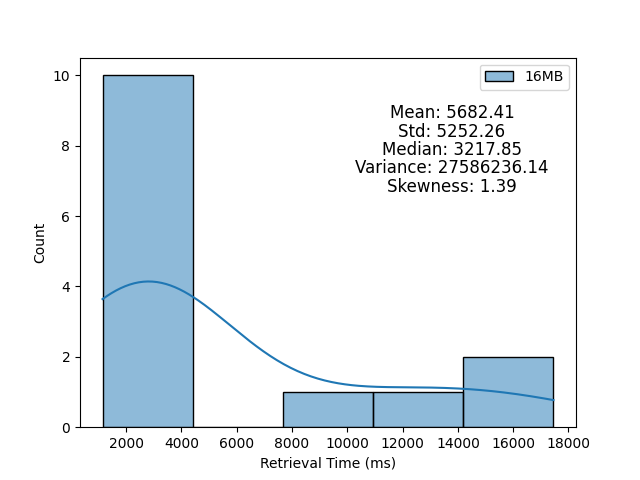 16MB
Mean: 5682.41
Std: 5252.26
Median: 3217.85
Variance: 27586236.14
Skewness: 1.39
10
8
6
4
2
0
Count
2000 4000 6000 8000 10000 12000 14000 16000 18000
Retrieval Time (ms)